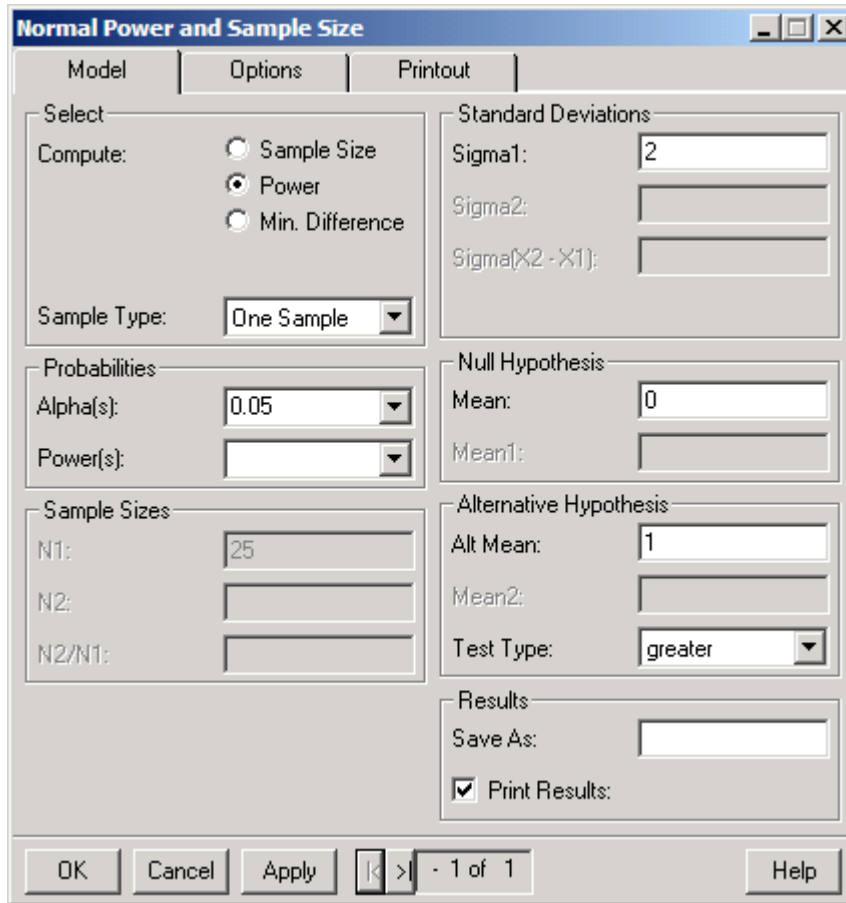 Normal Power and Sample Size
Model
Options
Printout
Select
Compute:
Sample Size
Power
Min. Difference
Sample Type:
One Sample
Probabilities
Alpha(s):
0.05
Power(s):
Sample Sizes
N1:
25
N2:
N2/N1:
Standard Deviations
Sigma1:
2
Sigma2:
Sigma(X2 - X1):
Null Hypothesis
Mean:
0
Mean1:
Alternative Hypothesis
Alt Mean:
1
Mean2:
Test Type:
greater
Results
Save As:
Print Results:
OK
Cancel
Apply
|<
>|
- 1 of 1
Help